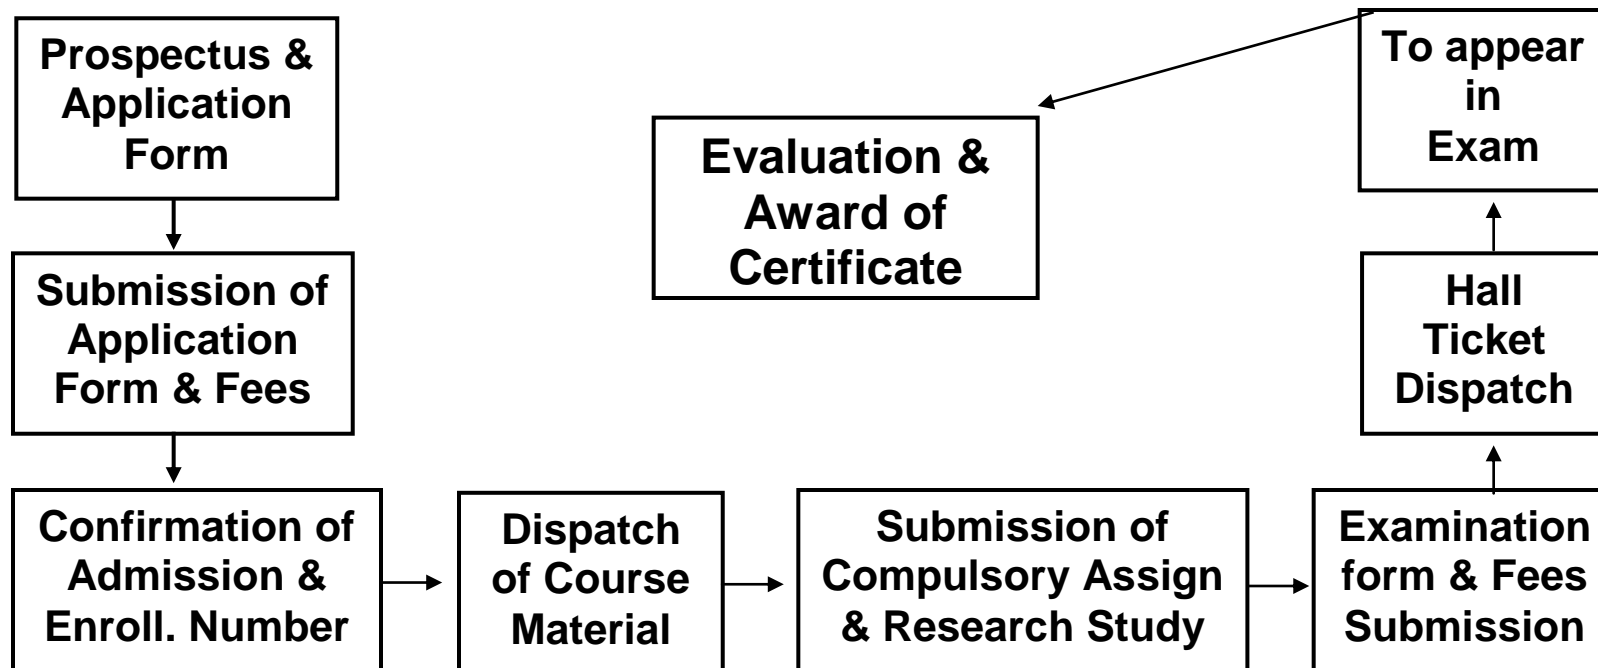 Prospectus &
Application
Form
Submission of
Application
Form & Fees
Confirmation of
Admission &
Enroll. Number
Dispatch
of Course
Material
Submission of
Compulsory Assign
& Research Study
Examination
form & Fees
Submission
Hall
Ticket
Dispatch
To appear
in
Exam
Evaluation &
Award of
Certificate